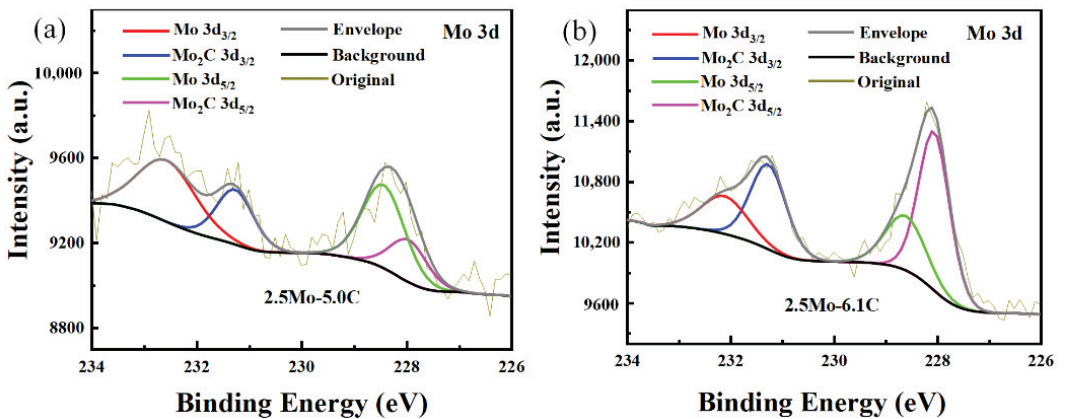 (a)
Mo 3d₃/₂
Envelope
Mo 3d
Mo₂C 3d₃/₂
Background
Mo 3d₅/₂
Original
Mo₂C 3d₅/₂
10,000
9600
9200
8800
Intensity (a.u.)
2.5Mo-5.0C
234 232 230 228 226
Binding Energy (eV)
(b)
Mo 3d₃/₂
Envelope
Mo 3d
Mo₂C 3d₃/₂
Background
Mo 3d₅/₂
Original
Mo₂C 3d₅/₂
12,000
11,400
10,800
10,200
9600
Intensity (a.u.)
2.5Mo-6.1C
234 232 230 228 226
Binding Energy (eV)